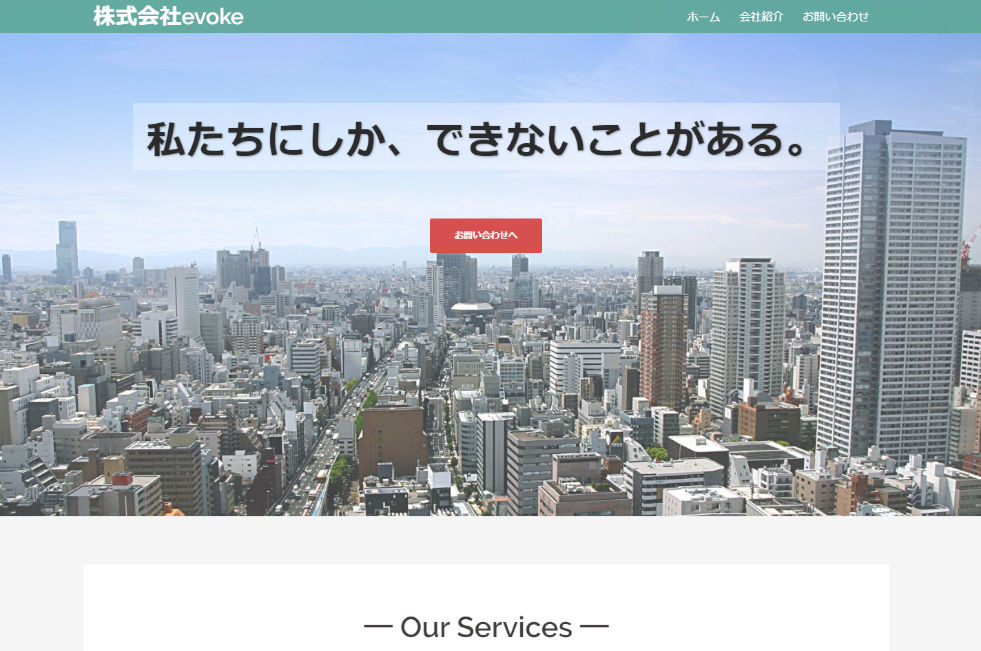 株式会社evoke
ホーム 会社紹介 お問い合わせ
私たちにしか、できないことがある。
お問い合わせへ
― Our Services ―